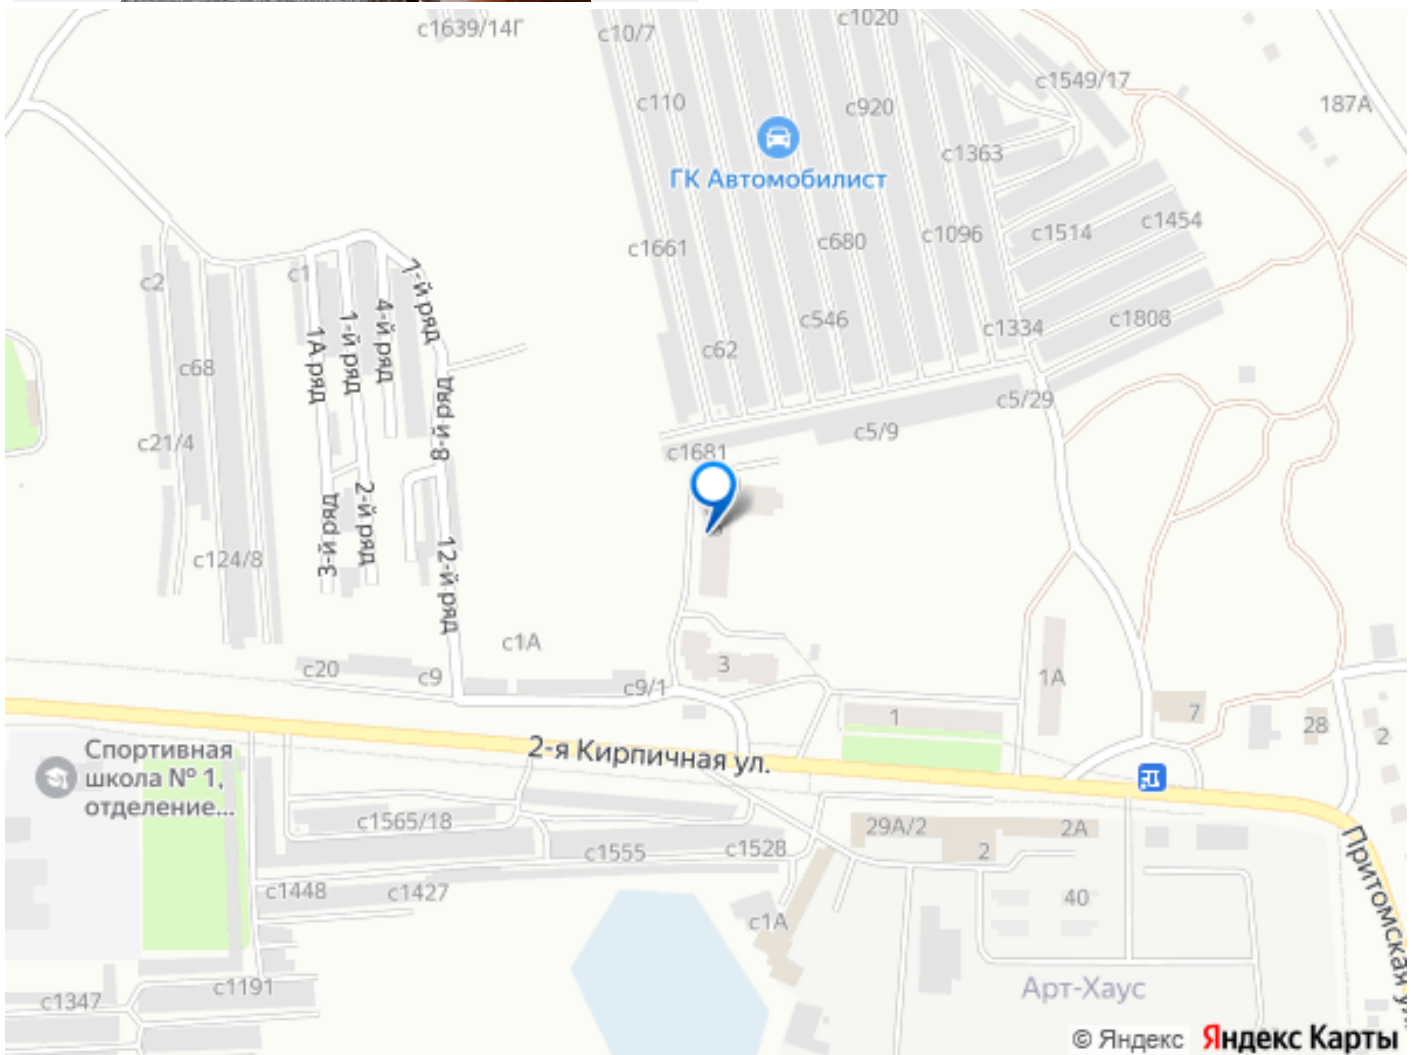 с1639/14Г
с10/7
с1020
с1549/17
187А
с110
с920
с1363
ГК Автомобилист
с1661
с680
с1096
с1514
с1454
с2
с1
1-й ряд
4-й ряд
1-й ряд
1А ряд
с546
с1334
с1808
с62
с68
8-й ряд
с5/29
с5/9
с21/4
с1681
2-й ряд
3-й ряд
с124/8
12-й ряд
с1А
с20
с9
с9/1
3
1А
1
7
28
2
2-я Кирпичная ул.
Спортивная
школа № 1,
отделение...
с1565/18
29А/2
2А
2
с1555
с1528
с1448
с1427
40
с1А
Притомская ул.
с1347
с1191
Арт-Хаус
© Яндекс Яндекс Карты